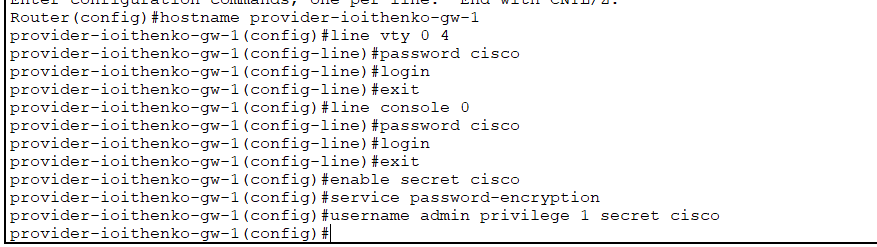 Enter configuration commands, one per line.  End with CNTL/Z.
Router(config)#hostname provider-ioithenko-gw-1
provider-ioithenko-gw-1(config)#line vty 0 4
provider-ioithenko-gw-1(config-line)#password cisco
provider-ioithenko-gw-1(config-line)#login
provider-ioithenko-gw-1(config-line)#exit
provider-ioithenko-gw-1(config)#line console 0
provider-ioithenko-gw-1(config-line)#password cisco
provider-ioithenko-gw-1(config-line)#login
provider-ioithenko-gw-1(config-line)#exit
provider-ioithenko-gw-1(config)#enable secret cisco
provider-ioithenko-gw-1(config)#service password-encryption
provider-ioithenko-gw-1(config)#username admin privilege 1 secret cisco
provider-ioithenko-gw-1(config)#